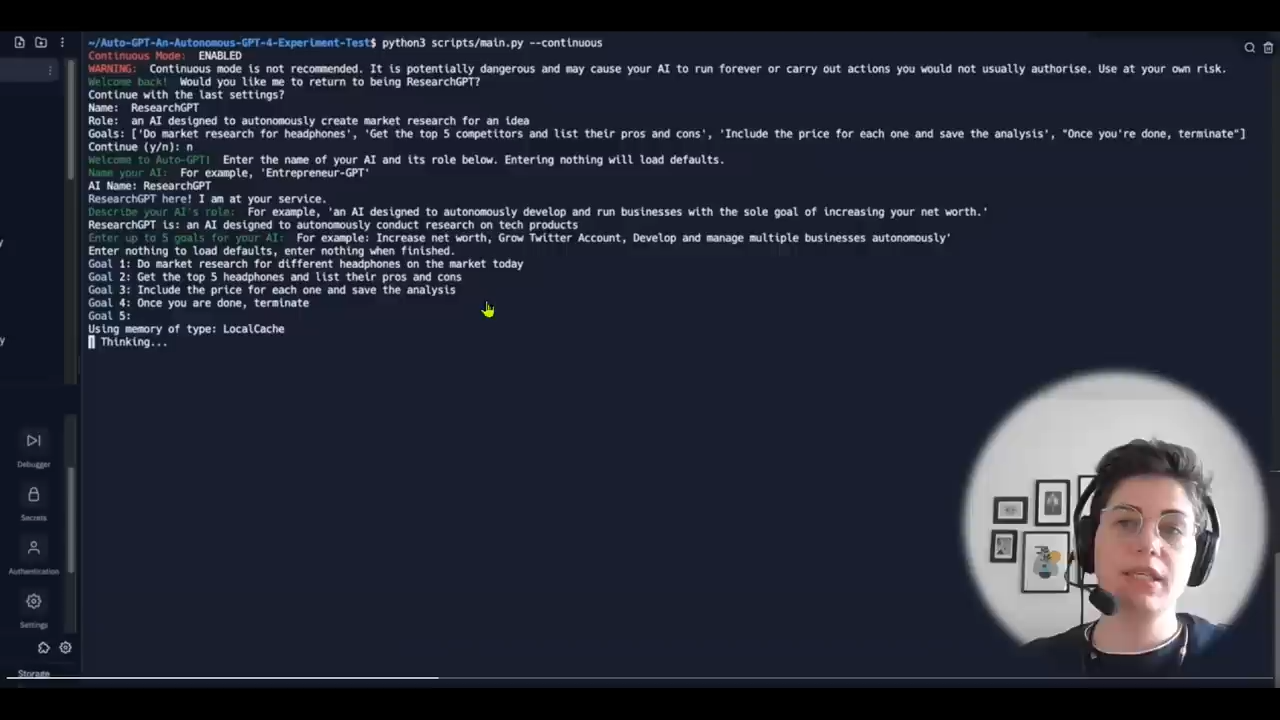 ~/Auto-GPT-An-Autonomous-GPT-4-Experiment-Test$ python3 scripts/main.py --continuous
Continuous Mode:  ENABLED
WARNING:  Continuous mode is not recommended. It is potentially dangerous and may cause your AI to run forever or carry out actions you would not usually authorise. Use at your own risk.
Welcome back!  Would you like me to return to being ResearchGPT?
Continue with the last settings?
Name:  ResearchGPT
Role:  an AI designed to autonomously create market research for an idea
Goals: ['Do market research for headphones', 'Get the top 5 competitors and list their pros and cons', 'Include the price for each one and save the analysis', "Once you're done, terminate"]
Continue (y/n): n
Welcome to Auto-GPT!  Enter the name of your AI and its role below. Entering nothing will load defaults.
Name your AI:  For example, 'Entrepreneur-GPT'
AI Name: ResearchGPT
ResearchGPT here! I am at your service.
Describe your AI's role:  For example, 'an AI designed to autonomously develop and run businesses with the sole goal of increasing your net worth.'
ResearchGPT is: an AI designed to autonomously conduct research on tech products
Enter up to 5 goals for your AI:  For example: Increase net worth, Grow Twitter Account, Develop and manage multiple businesses autonomously'
Enter nothing to load defaults, enter nothing when finished.
Goal 1: Do market research for different headphones on the market today
Goal 2: Get the top 5 headphones and list their pros and cons
Goal 3: Include the price for each one and save the analysis
Goal 4: Once you are done, terminate
Goal 5:
Using memory of type: LocalCache
Thinking...
Debugger
Secrets
Authentication
Settings
Storage